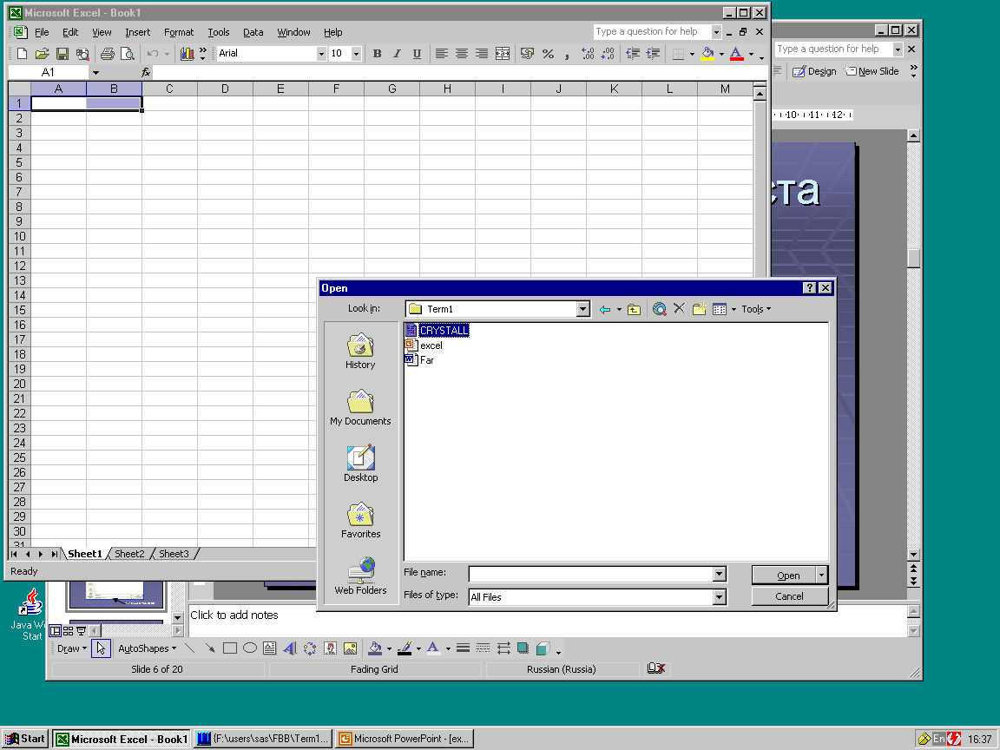 Microsoft Excel - Book1
File Edit View Insert Format Tools Data Window Help
Type a question for help
Arial 10 B I U % ,
A1 fx
A B C D E F G H I J K L M
1
2
3
4
5
6
7
8
9
10
11
12
13
14
15
16
17
18
19
20
21
22
23
24
25
26
27
28
29
30
31
Sheet1 Sheet2 Sheet3
Ready
Type a question for help
Design New Slide
10 11 12
ста
Open
Look in: Term1 Tools
History
My Documents
Desktop
Favorites
Web Folders
CRYSTALL
excel
Far
File name: Open
Files of type: All Files Cancel
Java We
Start
Click to add notes
Draw AutoShapes
Slide 6 of 20 Fading Grid Russian (Russia)
Start Microsoft Excel - Book1 {F:\users\sas\FBB\Term1... Microsoft PowerPoint - [ex... En 16:37